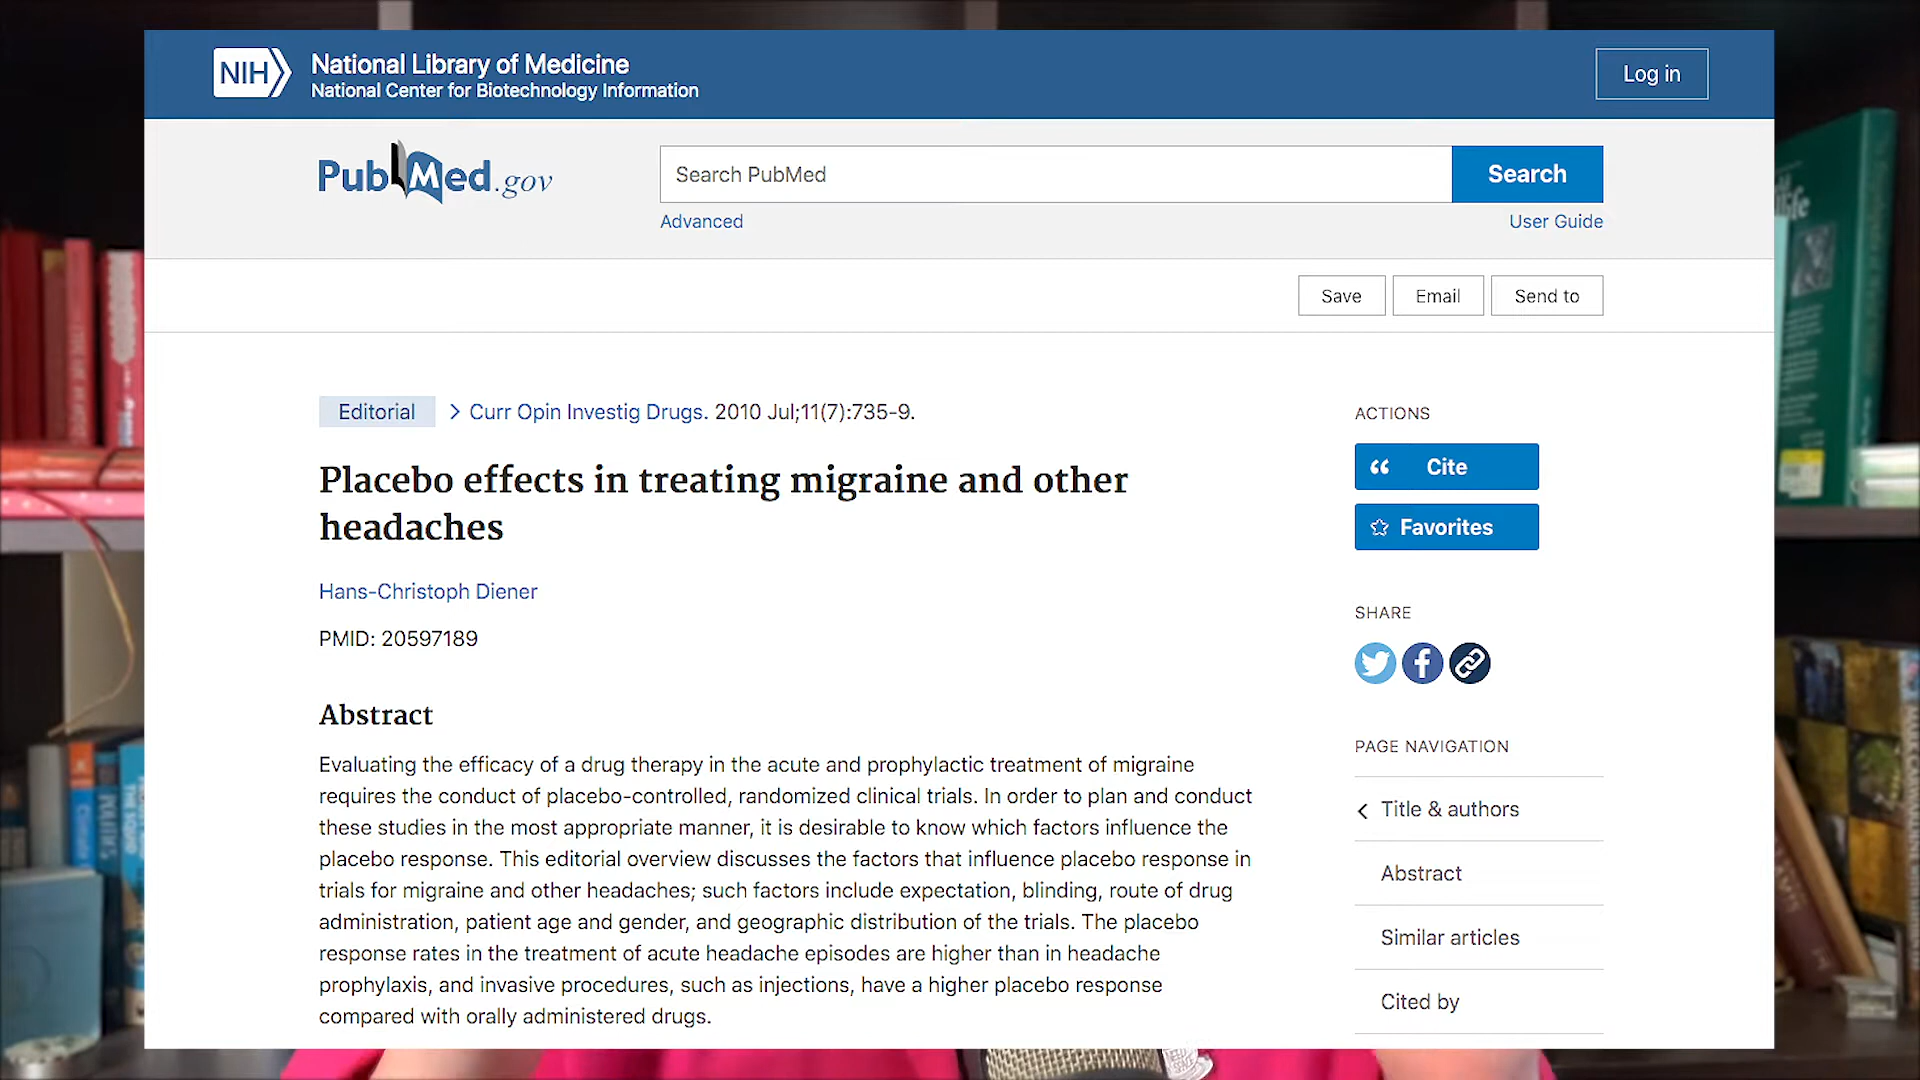 NIH
National Library of Medicine
National Center for Biotechnology Information
Log in
PubMed.gov
Search PubMed
Search
Advanced
User Guide
Save
Email
Send to
Editorial
Curr Opin Investig Drugs. 2010 Jul;11(7):735-9.
Placebo effects in treating migraine and other
headaches
Hans-Christoph Diener
PMID: 20597189
Abstract
Evaluating the efficacy of a drug therapy in the acute and prophylactic treatment of migraine
requires the conduct of placebo-controlled, randomized clinical trials. In order to plan and conduct
these studies in the most appropriate manner, it is desirable to know which factors influence the
placebo response. This editorial overview discusses the factors that influence placebo response in
trials for migraine and other headaches; such factors include expectation, blinding, route of drug
administration, patient age and gender, and geographic distribution of the trials. The placebo
response rates in the treatment of acute headache episodes are higher than in headache
prophylaxis, and invasive procedures, such as injections, have a higher placebo response
compared with orally administered drugs.
ACTIONS
Cite
Favorites
SHARE
PAGE NAVIGATION
Title & authors
Abstract
Similar articles
Cited by